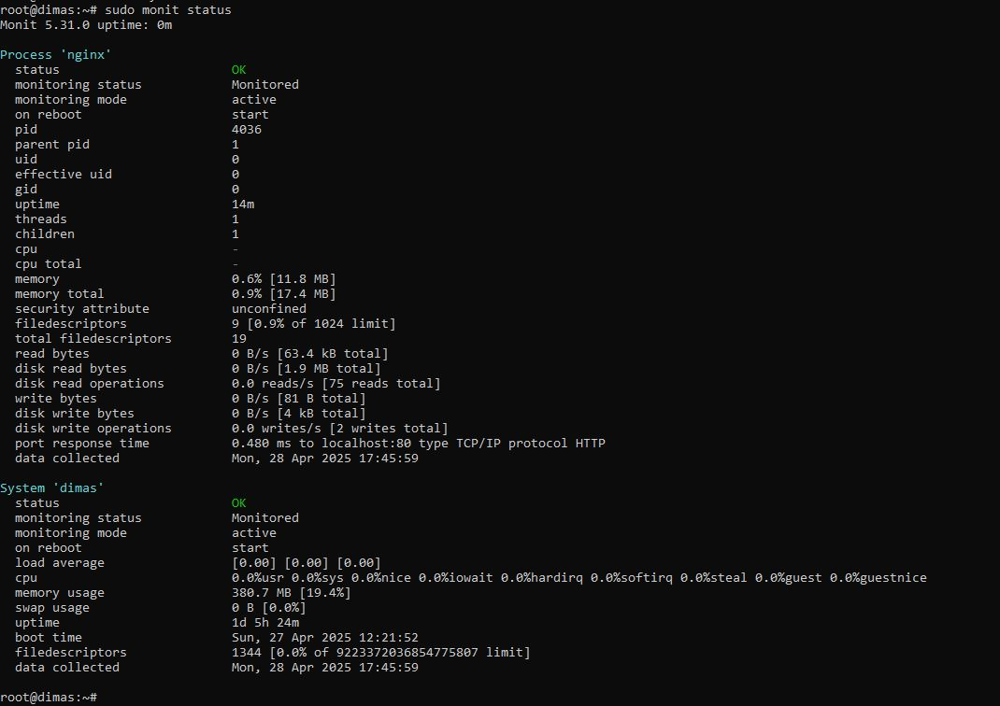 root@dimas:~# sudo monit status
Monit 5.31.0 uptime: 0m
Process 'nginx'
status OK
monitoring status Monitored
monitoring mode active
on reboot start
pid 4036
parent pid 1
uid 0
effective uid 0
gid 0
uptime 14m
threads 1
children 1
cpu -
cpu total -
memory 0.6% [11.8 MB]
memory total 0.9% [17.4 MB]
security attribute unconfined
filedescriptors 9 [0.9% of 1024 limit]
total filedescriptors 19
read bytes 0 B/s [63.4 kB total]
disk read bytes 0 B/s [1.9 MB total]
disk read operations 0.0 reads/s [75 reads total]
write bytes 0 B/s [81 B total]
disk write bytes 0 B/s [4 kB total]
disk write operations 0.0 writes/s [2 writes total]
port response time 0.480 ms to localhost:80 type TCP/IP protocol HTTP
data collected Mon, 28 Apr 2025 17:45:59
System 'dimas'
status OK
monitoring status Monitored
monitoring mode active
on reboot start
load average [0.00] [0.00] [0.00]
cpu 0.0%usr 0.0%sys 0.0%nice 0.0%iowait 0.0%hardirq 0.0%softirq 0.0%steal 0.0%guest 0.0%guestnice
memory usage 380.7 MB [19.4%]
swap usage 0 B [0.0%]
uptime 1d 5h 24m
boot time Sun, 27 Apr 2025 12:21:52
filedescriptors 1344 [0.0% of 9223372036854775807 limit]
data collected Mon, 28 Apr 2025 17:45:59
root@dimas:~#